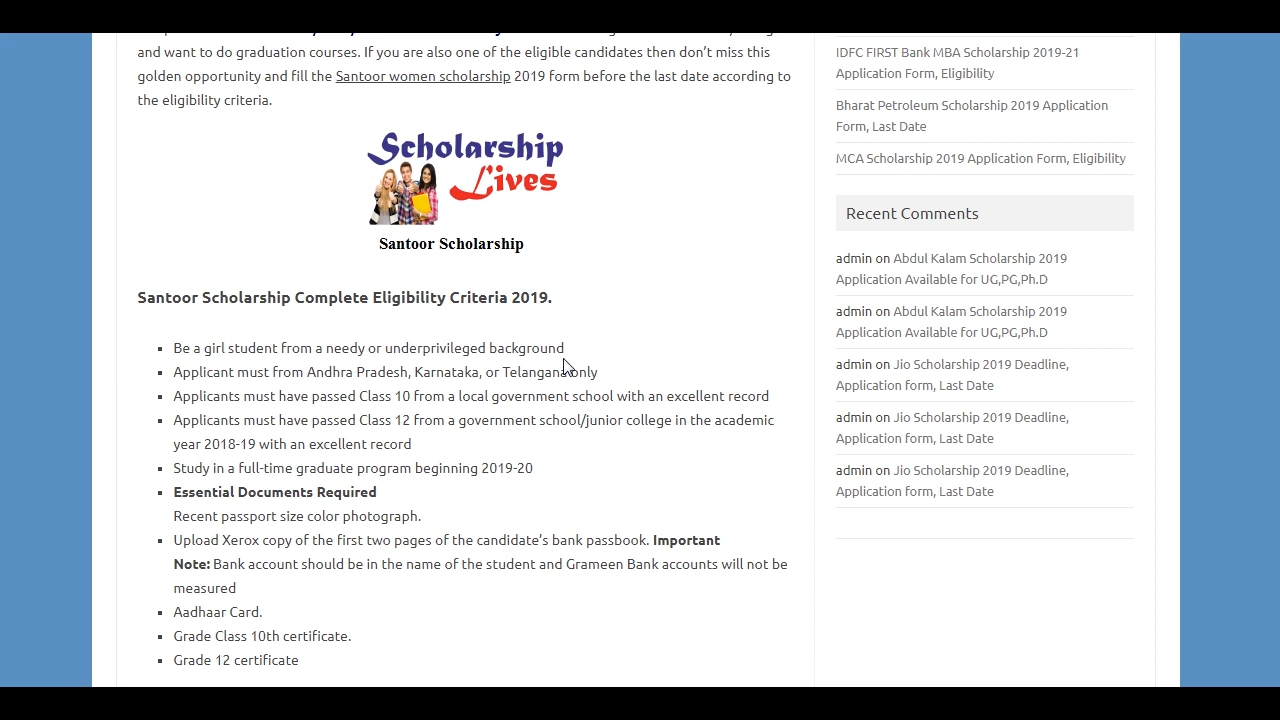 and want to do graduation courses. If you are also one of the eligible candidates then don't miss this
golden opportunity and fill the Santoor women scholarship 2019 form before the last date according to
the eligibility criteria.
Scholarship
Lives
Santoor Scholarship
Santoor Scholarship Complete Eligibility Criteria 2019.
Be a girl student from a needy or underprivileged background
Applicant must from Andhra Pradesh, Karnataka, or Telangana only
Applicants must have passed Class 10 from a local government school with an excellent record
Applicants must have passed Class 12 from a government school/junior college in the academic
year 2018-19 with an excellent record
Study in a full-time graduate program beginning 2019-20
Essential Documents Required
Recent passport size color photograph.
Upload Xerox copy of the first two pages of the candidate's bank passbook. Important
Note: Bank account should be in the name of the student and Grameen Bank accounts will not be
measured
Aadhaar Card.
Grade Class 10th certificate.
Grade 12 certificate
IDFC FIRST Bank MBA Scholarship 2019-21
Application Form, Eligibility
Bharat Petroleum Scholarship 2019 Application
Form, Last Date
MCA Scholarship 2019 Application Form, Eligibility
Recent Comments
admin on Abdul Kalam Scholarship 2019
Application Available for UG,PG,Ph.D
admin on Abdul Kalam Scholarship 2019
Application Available for UG,PG,Ph.D
admin on Jio Scholarship 2019 Deadline,
Application form, Last Date
admin on Jio Scholarship 2019 Deadline,
Application form, Last Date
admin on Jio Scholarship 2019 Deadline,
Application form, Last Date